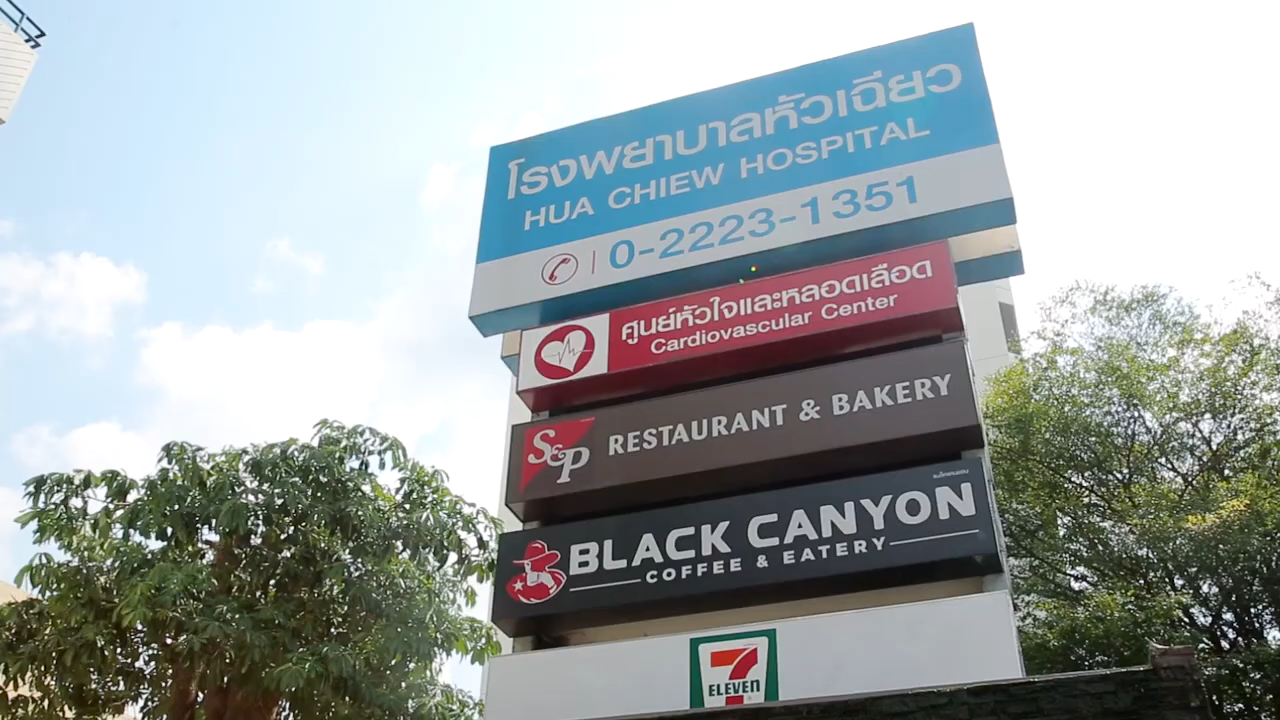 โรงพยาบาลหัวเฉียว
HUA CHIEW HOSPITAL
0-2223-1351
ศูนย์หัวใจและหลอดเลือด
Cardiovascular Center
S&P
RESTAURANT & BAKERY
BLACK CANYON
COFFEE & EATERY
7
ELEVEn